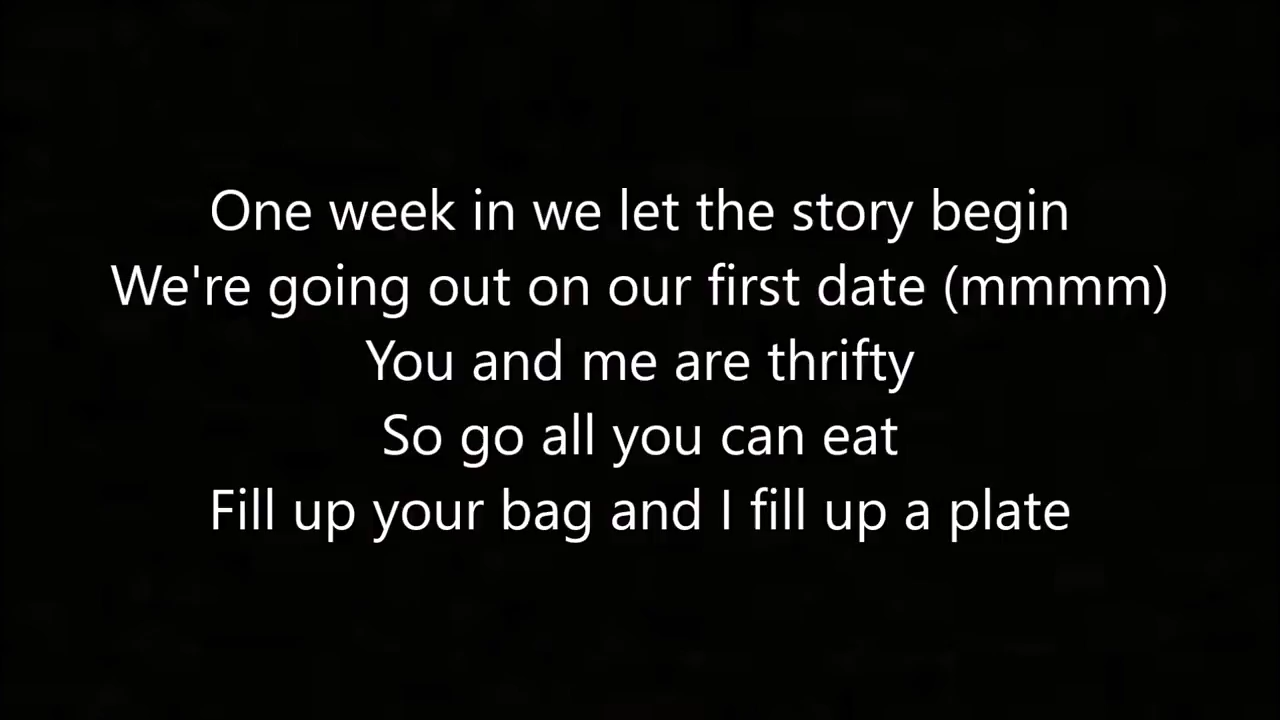 One week in we let the story begin
We're going out on our first date (mmmm)
You and me are thrifty
So go all you can eat
Fill up your bag and I fill up a plate